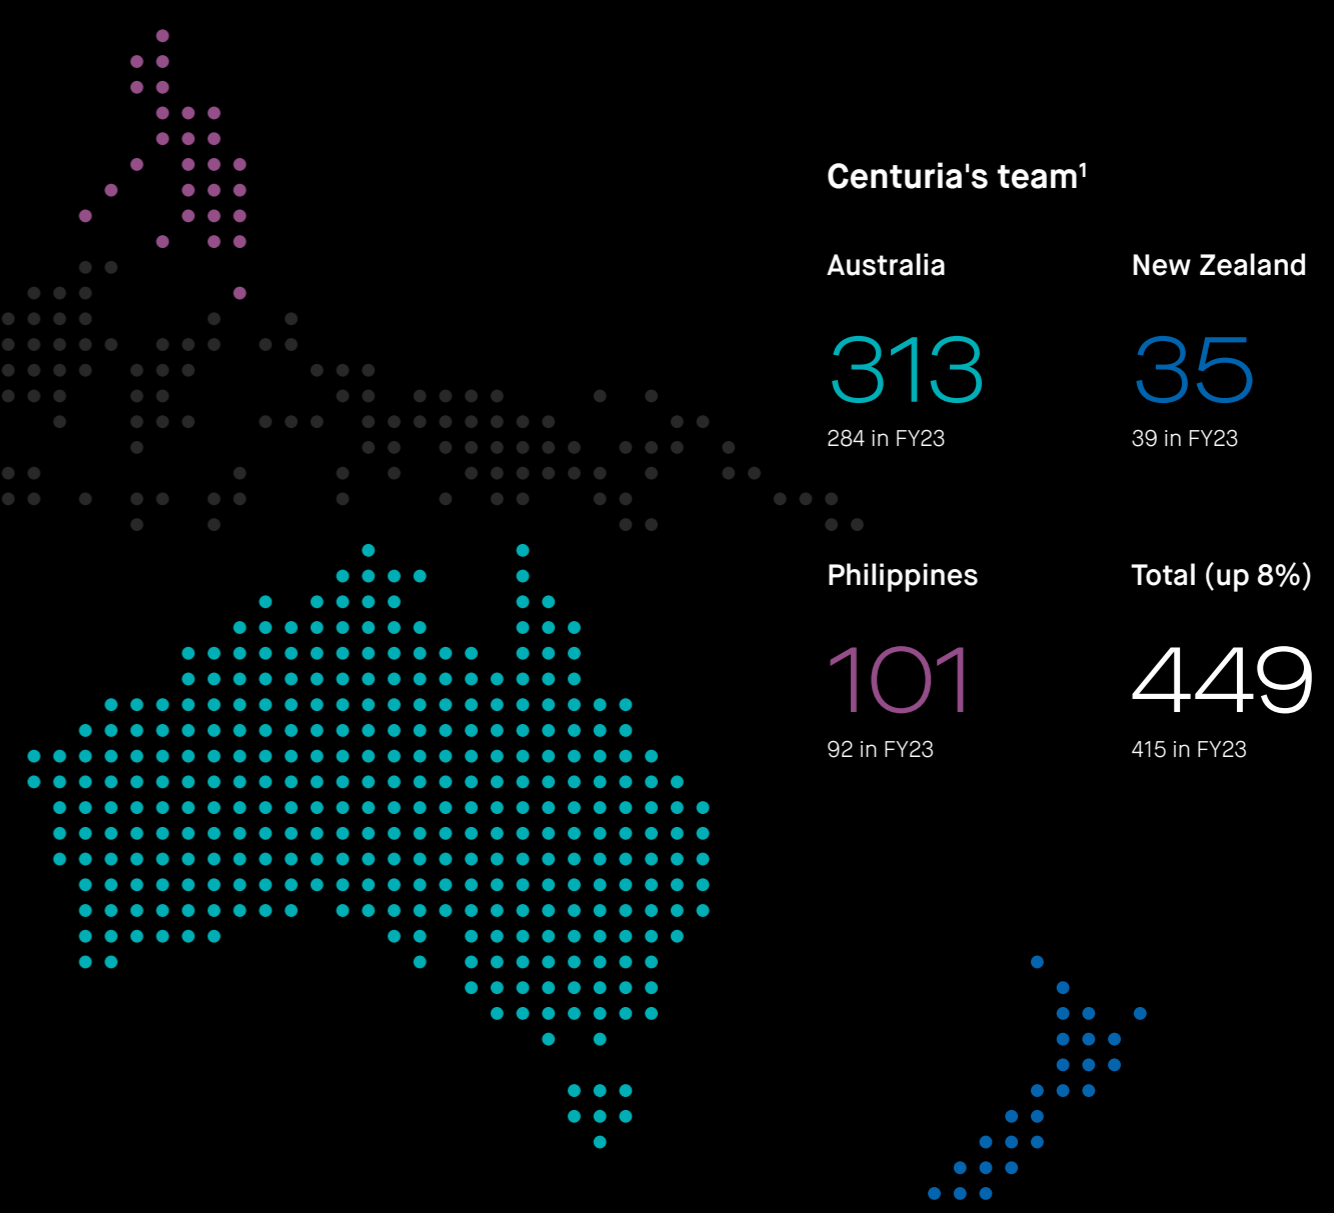 Centuria's team¹
Australia
313
284 in FY23
New Zealand
35
39 in FY23
Philippines
101
92 in FY23
Total (up 8%)
449
415 in FY23